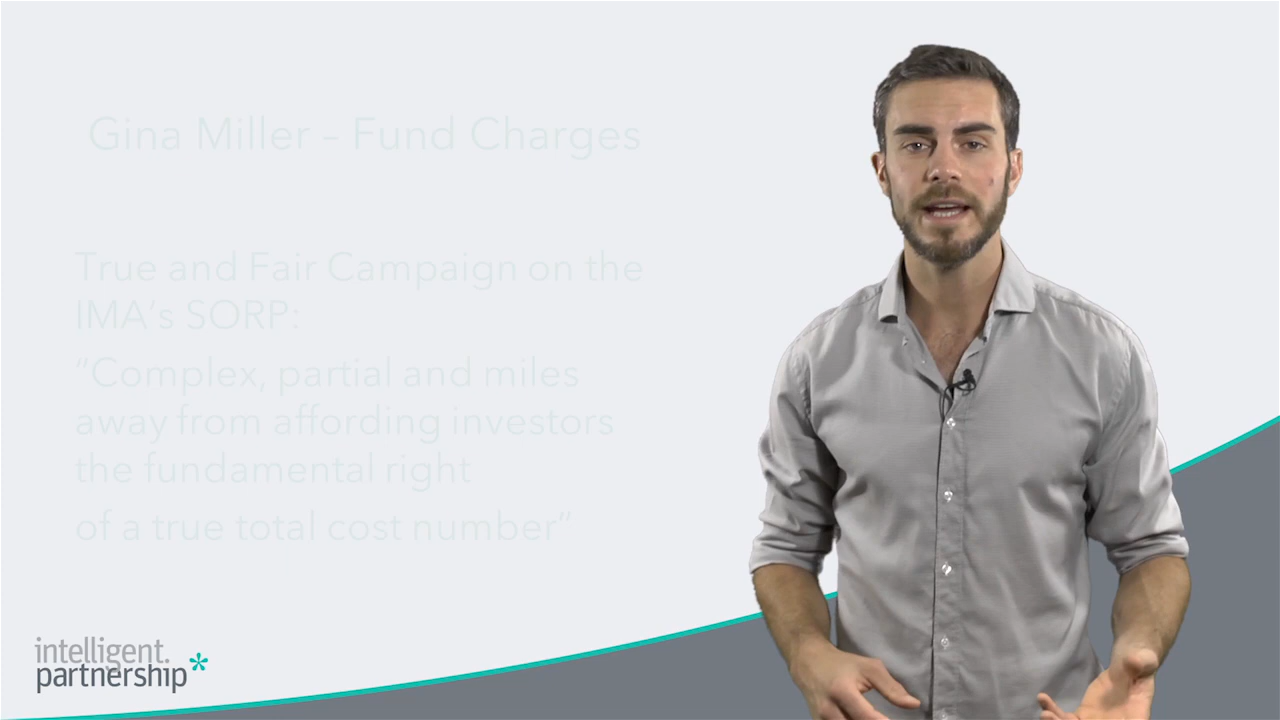 Gina Miller – Fund Charges
True and Fair Campaign on the
IMA’s SORP:
“Complex, partial and miles
away from affording investors
the fundamental right
of a true total cost number”
intelligent.
partnership*